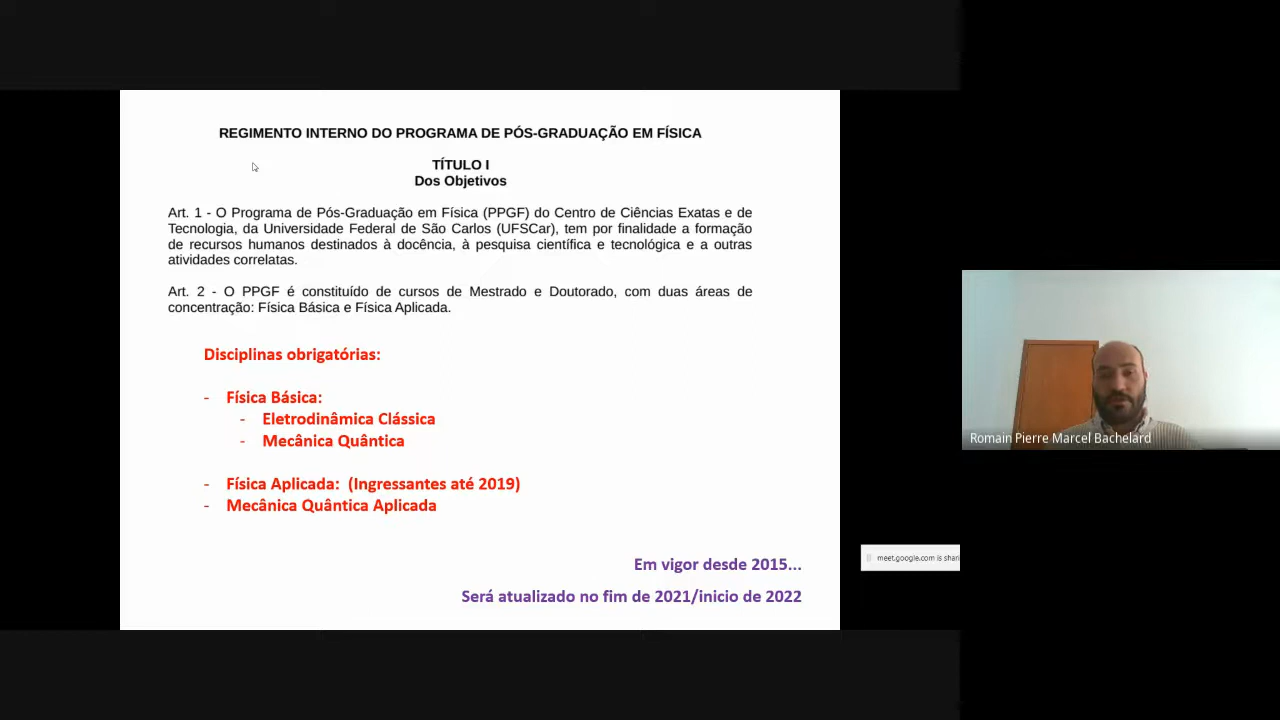 REGIMENTO INTERNO DO PROGRAMA DE PÓS-GRADUAÇÃO EM FÍSICA
TÍTULO I
Dos Objetivos
Art. 1 - O Programa de Pós-Graduação em Física (PPGF) do Centro de Ciências Exatas e de
Tecnologia, da Universidade Federal de São Carlos (UFSCar), tem por finalidade a formação
de recursos humanos destinados à docência, à pesquisa científica e tecnológica e a outras
atividades correlatas.
Art. 2 - O PPGF é constituído de cursos de Mestrado e Doutorado, com duas áreas de
concentração: Física Básica e Física Aplicada.
Disciplinas obrigatórias:
- Física Básica:
- Eletrodinâmica Clássica
- Mecânica Quântica
- Física Aplicada: (Ingressantes até 2019)
- Mecânica Quântica Aplicada
Em vigor desde 2015...
Será atualizado no fim de 2021/inicio de 2022
Romain Pierre Marcel Bachelard
meet.google.com is shari